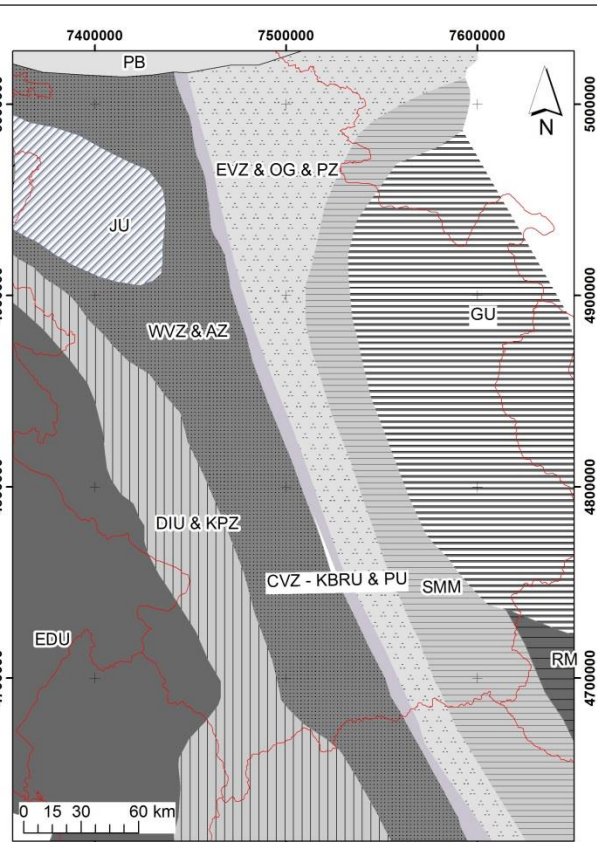 7400000 7500000 7600000
PB
5000000
N
EVZ & OG & PZ
JU
GU
WVZ & AZ
4900000
4800000
DIU & KPZ
CVZ - KBRU & PU
SMM
EDU
RM
4700000
0 15 30 60 km